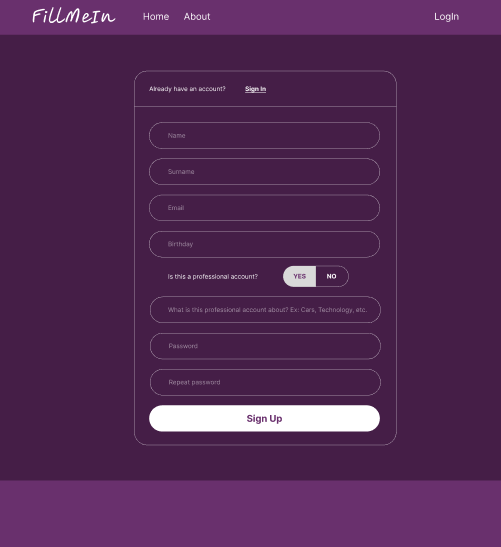 FillMeIn Home About LogIn
Already have an account? Sign In
Name
Surname
Email
Birthday
Is this a professional account? YES NO
What is this professional account about? Ex: Cars, Technology, etc.
Password
Repeat password
Sign Up